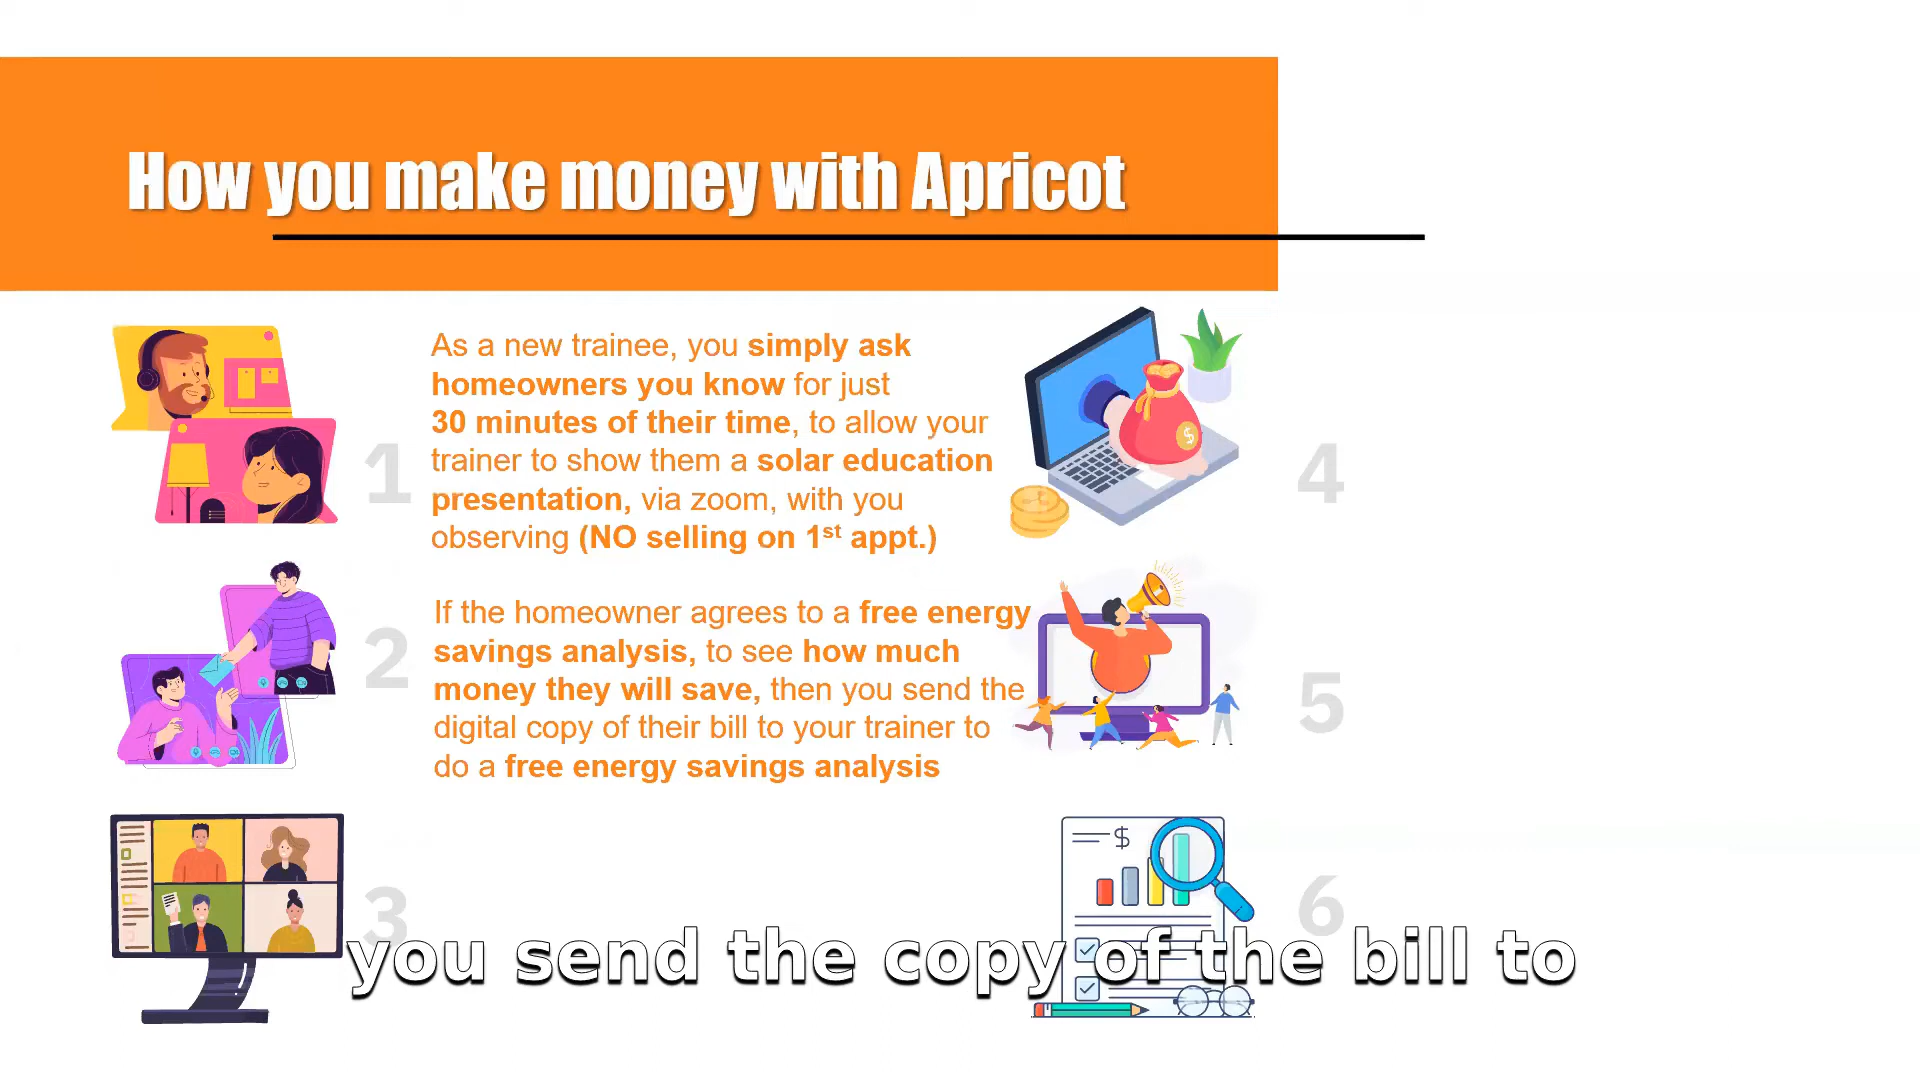 How you make money with Apricot
1
As a new trainee, you simply ask
homeowners you know for just
30 minutes of their time, to allow your
trainer to show them a solar education
presentation, via zoom, with you
observing (NO selling on 1st appt.)
2
If the homeowner agrees to a free energy
savings analysis, to see how much
money they will save, then you send the
digital copy of their bill to your trainer to
do a free energy savings analysis
3
4
$
5
6
$
you send the copy of the bill to